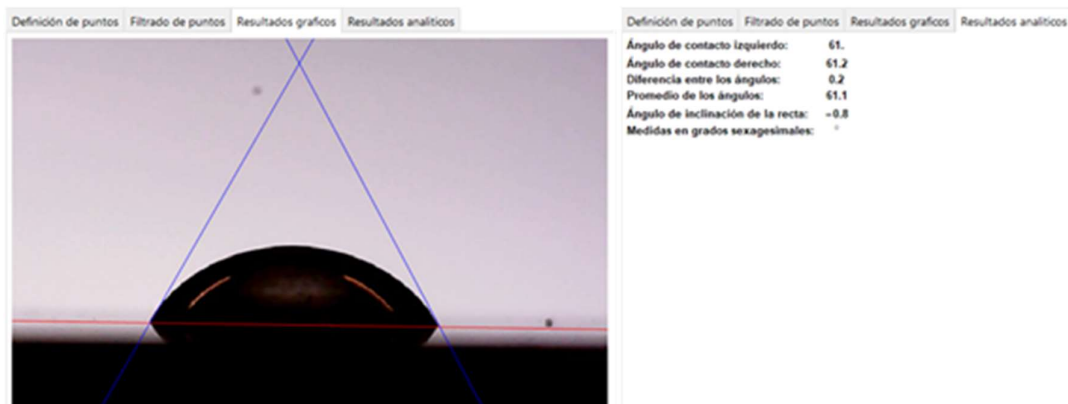 Definición de puntos Filtrado de puntos Resultados graficos Resultados analiticos
Definición de puntos Filtrado de puntos Resultados graficos Resultados analiticos
Ángulo de contacto izquierdo: 61.
Ángulo de contacto derecho: 61.2
Diferencia entre los ángulos: 0.2
Promedio de los ángulos: 61.1
Ángulo de inclinación de la recta: -0.8
Medidas en grados sexagesimales: °